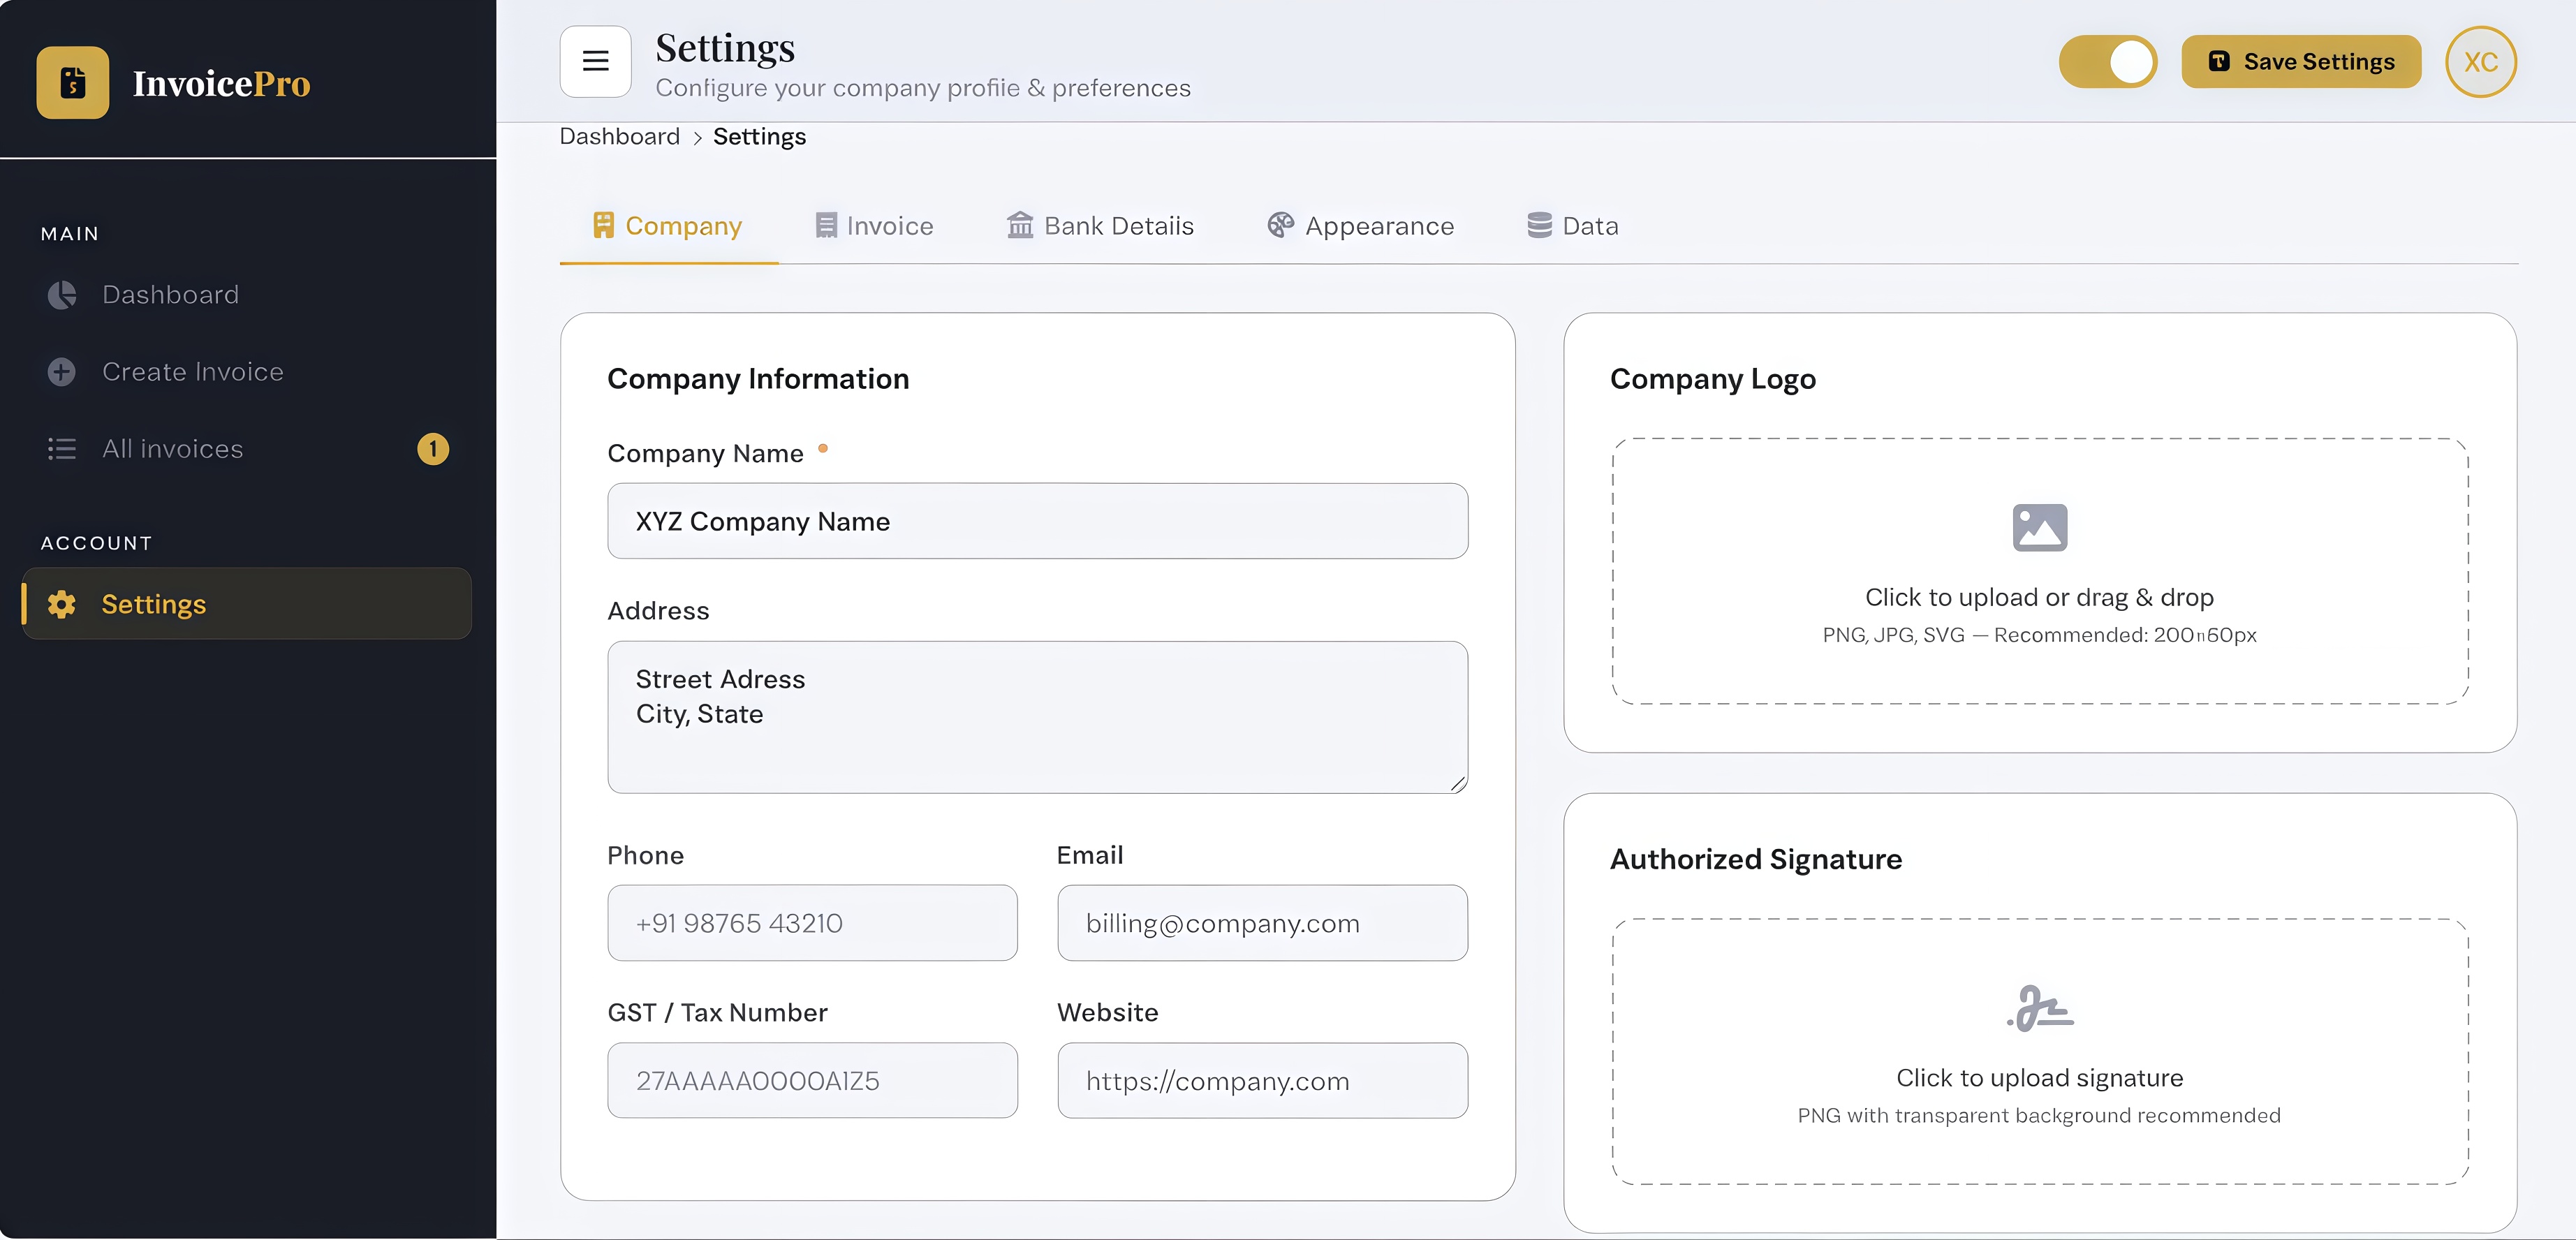 InvoicePro
MAIN
Dashboard
Create Invoice
All invoices
1
ACCOUNT
Settings
Settings
Configure your company profile & preferences
Save Settings
XC
Dashboard > Settings
Company
Invoice
Bank Details
Appearance
Data
Company Information
Company Name
XYZ Company Name
Address
Street Adress
City, State
Phone
+91 98765 43210
Email
billing@company.com
GST / Tax Number
27AAAAA0000A1Z5
Website
https://company.com
Company Logo
Click to upload or drag & drop
PNG, JPG, SVG — Recommended:
Authorized Signature
Click to upload signature
PNG with transparent background recommended